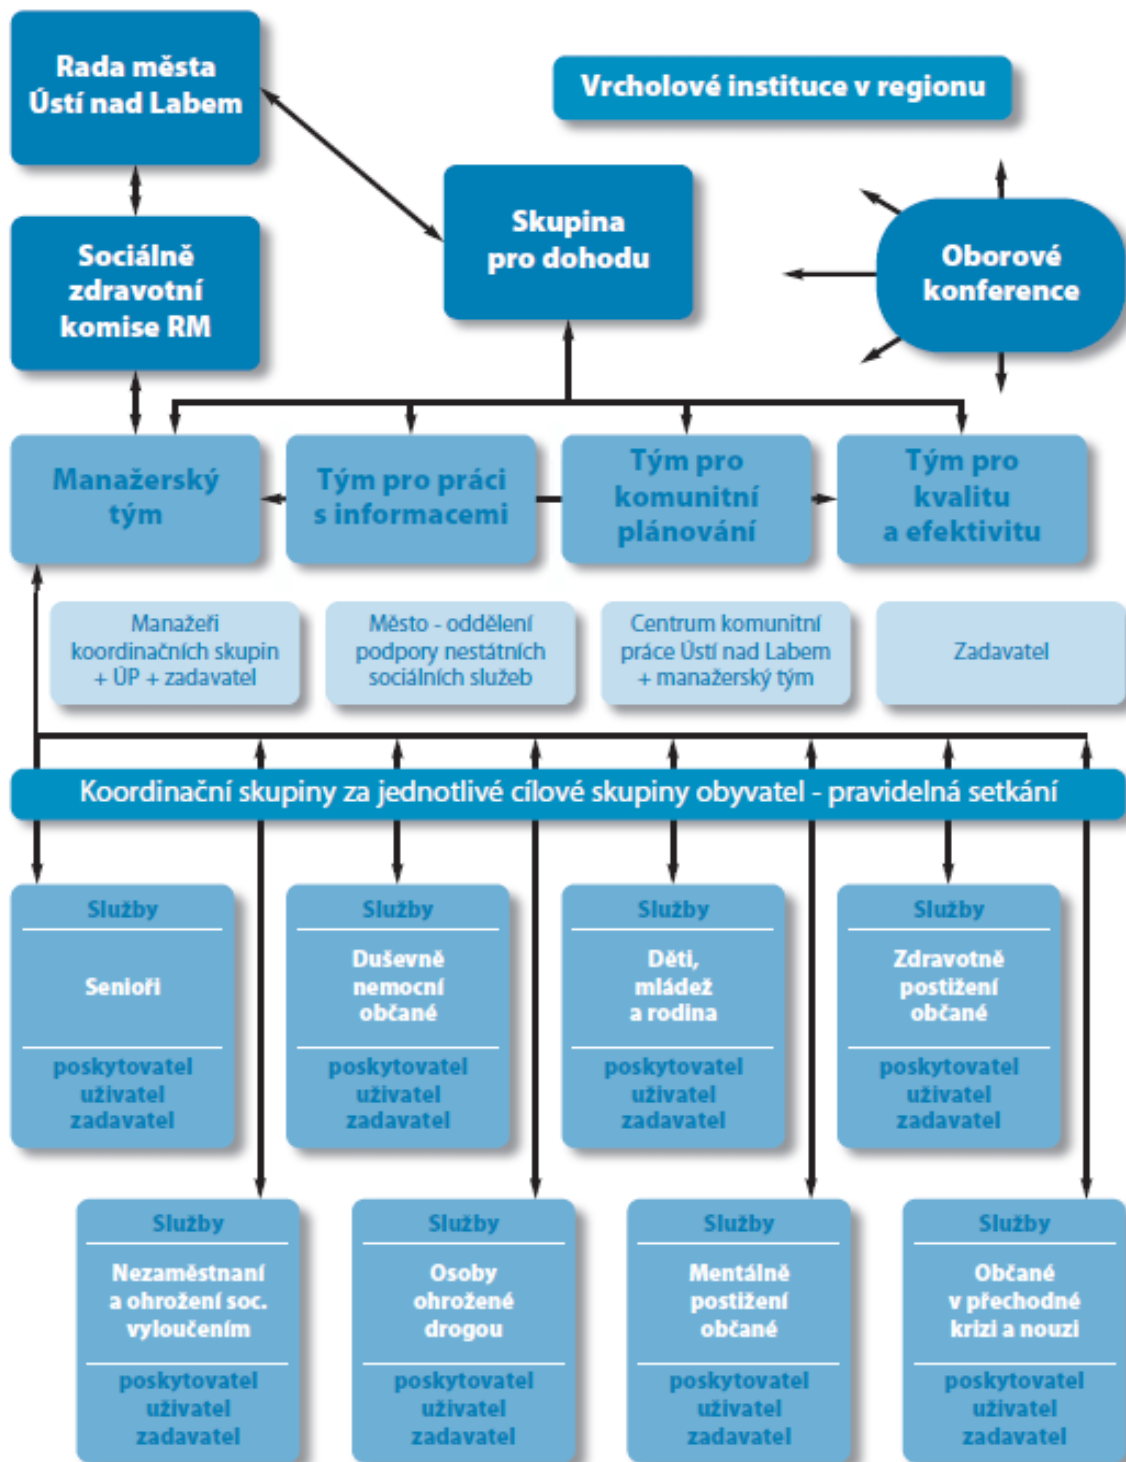 Rada města
Ústí nad Labem
Vrcholové instituce v regionu
Skupina
pro dohodu
Oborové
konference
Sociálně
zdravotní
komise RM
Manažerský
tým
Tým pro práci
s informacemi
Tým pro
komunitní
plánování
Tým pro
kvalitu
a efektivitu
Manažeři
koordinačních skupin
+ ÚP + zadavatel
Město - oddělení
podpory nestátních
sociálních služeb
Centrum komunitní
práce Ústí nad Labem
+ manažerský tým
Zadavatel
Koordinační skupiny za jednotlivé cílové skupiny obyvatel - pravidelná setkání
Služby
Senioři
poskytovatel
uživatel
zadavatel
Služby
Duševně
nemocní
občané
poskytovatel
uživatel
zadavatel
Služby
Děti,
mládež
a rodina
poskytovatel
uživatel
zadavatel
Služby
Zdravotně
postižení
občané
poskytovatel
uživatel
zadavatel
Služby
Nezaměstnaní
a ohrožení soc.
vyloučením
poskytovatel
uživatel
zadavatel
Služby
Osoby
ohrožené
drogou
poskytovatel
uživatel
zadavatel
Služby
Mentálně
postižení
občané
poskytovatel
uživatel
zadavatel
Služby
Občané
v přechodné
krizi a nouzi
poskytovatel
uživatel
zadavatel